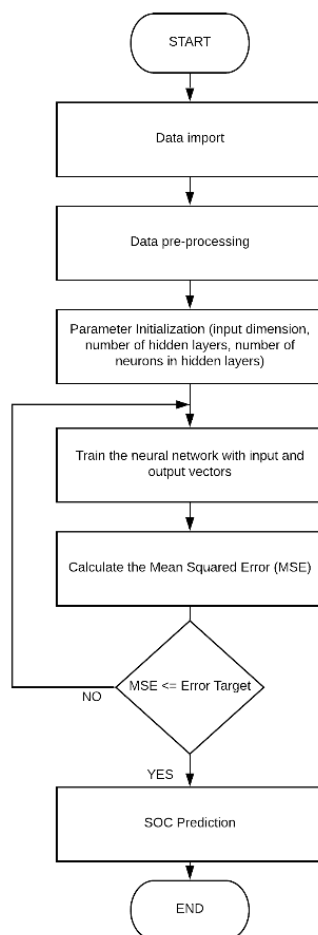 START
Data import
Data pre-processing
Parameter Initialization (input dimension,
number of hidden layers, number of
neurons in hidden layers)
Train the neural network with input and
output vectors
Calculate the Mean Squared Error (MSE)
MSE <= Error Target
NO
YES
SOC Prediction
END